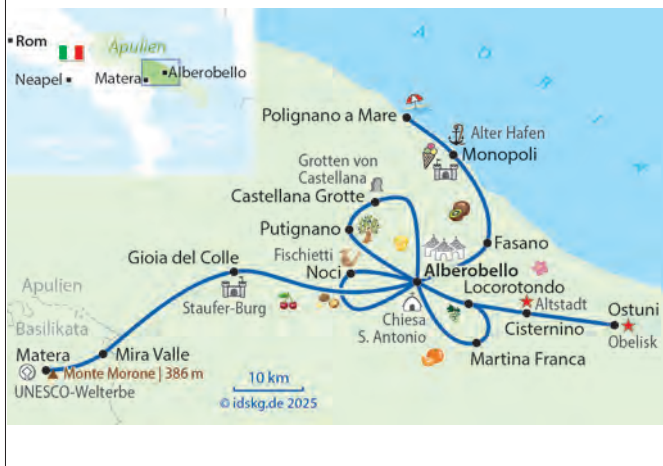 Rom
Apulien
Neapel
Matera
Alberobello
A D R I
Polignano a Mare
Alter Hafen
Monopoli
Grotten von
Castellana
Castellana Grotte
Putignano
Fasano
Gioia del Colle
Fischietti
Noci
Alberobello
Locorotondo
Altstadt
Ostuni
Apulien
Staufer-Burg
Chiesa
S. Antonio
Cisternino
Obelisk
Basilikata
Martina Franca
Matera
Mira Valle
Monte Morone | 386 m
UNESCO-Welterbe
10 km
© idskg.de 2025